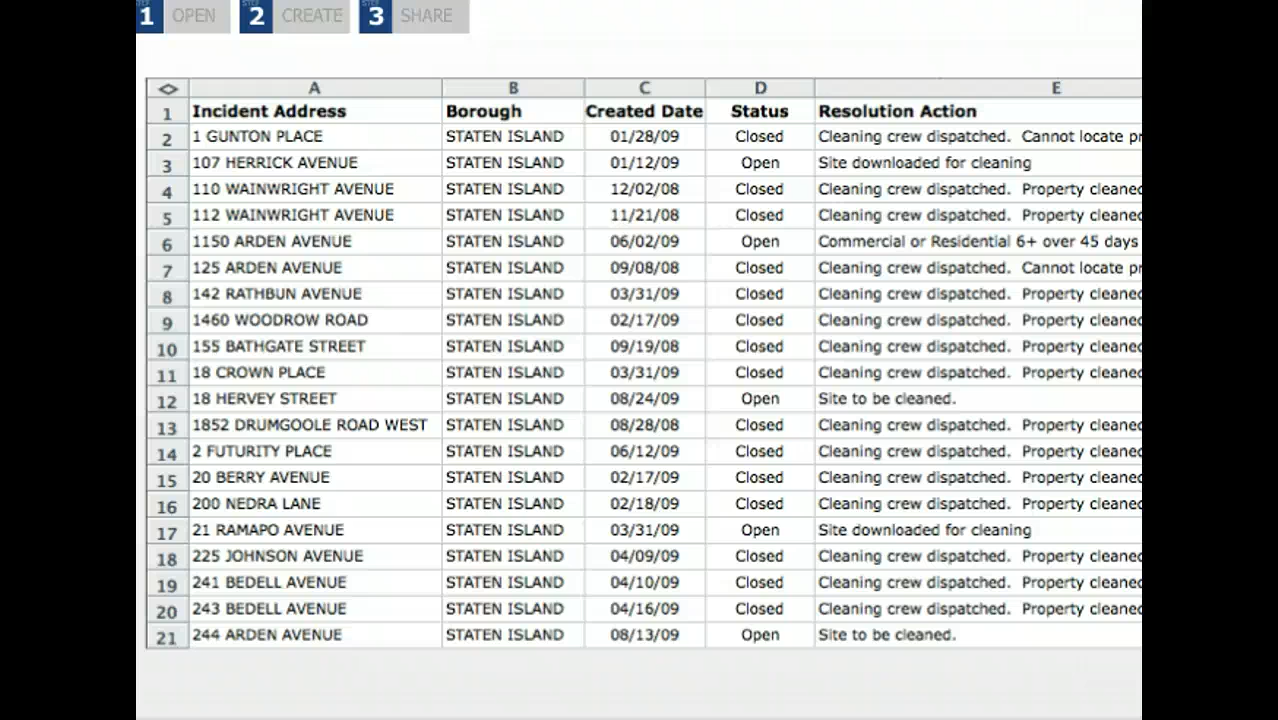 1 OPEN 2 CREATE 3 SHARE
A B C D E
1 Incident Address Borough Created Date Status Resolution Action
2 1 GUNTON PLACE STATEN ISLAND 01/28/09 Closed Cleaning crew dispatched. Cannot locate pr
3 107 HERRICK AVENUE STATEN ISLAND 01/12/09 Open Site downloaded for cleaning
4 110 WAINWRIGHT AVENUE STATEN ISLAND 12/02/08 Closed Cleaning crew dispatched. Property cleaned
5 112 WAINWRIGHT AVENUE STATEN ISLAND 11/21/08 Closed Cleaning crew dispatched. Property cleaned
6 1150 ARDEN AVENUE STATEN ISLAND 06/02/09 Open Commercial or Residential 6+ over 45 days
7 125 ARDEN AVENUE STATEN ISLAND 09/08/08 Closed Cleaning crew dispatched. Cannot locate pr
8 142 RATHBUN AVENUE STATEN ISLAND 03/31/09 Closed Cleaning crew dispatched. Property cleaned
9 1460 WOODROW ROAD STATEN ISLAND 02/17/09 Closed Cleaning crew dispatched. Property cleaned
10 155 BATHGATE STREET STATEN ISLAND 09/19/08 Closed Cleaning crew dispatched. Property cleaned
11 18 CROWN PLACE STATEN ISLAND 03/31/09 Closed Cleaning crew dispatched. Property cleaned
12 18 HERVEY STREET STATEN ISLAND 08/24/09 Open Site to be cleaned.
13 1852 DRUMGOOLE ROAD WEST STATEN ISLAND 08/28/08 Closed Cleaning crew dispatched. Property cleaned
14 2 FUTURITY PLACE STATEN ISLAND 06/12/09 Closed Cleaning crew dispatched. Property cleaned
15 20 BERRY AVENUE STATEN ISLAND 02/17/09 Closed Cleaning crew dispatched. Property cleaned
16 200 NEDRA LANE STATEN ISLAND 02/18/09 Closed Cleaning crew dispatched. Property cleaned
17 21 RAMAPO AVENUE STATEN ISLAND 03/31/09 Open Site downloaded for cleaning
18 225 JOHNSON AVENUE STATEN ISLAND 04/09/09 Closed Cleaning crew dispatched. Property cleaned
19 241 BEDELL AVENUE STATEN ISLAND 04/10/09 Closed Cleaning crew dispatched. Property cleaned
20 243 BEDELL AVENUE STATEN ISLAND 04/16/09 Closed Cleaning crew dispatched. Property cleaned
21 244 ARDEN AVENUE STATEN ISLAND 08/13/09 Open Site to be cleaned.